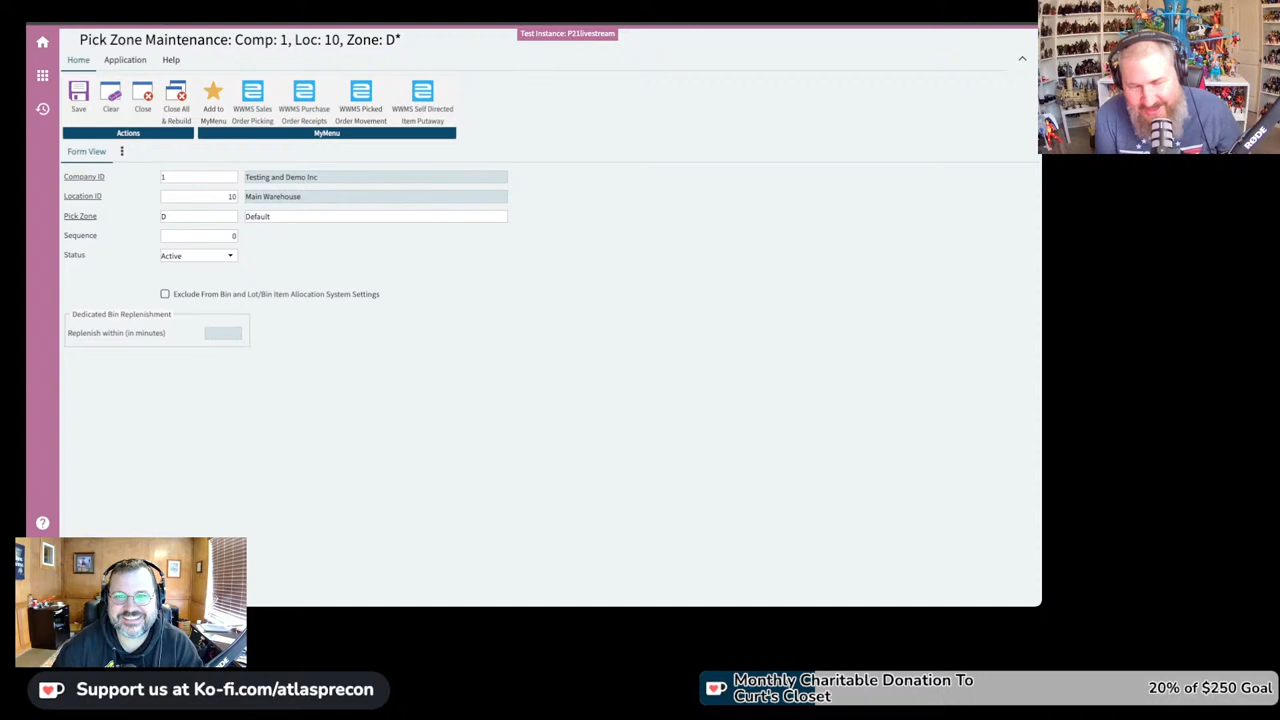 Test Instance: P21livestream
Pick Zone Maintenance: Comp: 1, Loc: 10, Zone: D*
Home Application Help
Save
Clear
Close
Close All
& Rebuild
Add to
MyMenu
WWMS Sales
Order Picking
WWMS Purchase
Order Receipts
WWMS Picked
Order Movement
WWMS Self Directed
Item Putaway
Actions
MyMenu
Form View
Company ID 1 Testing and Demo Inc
Location ID 10 Main Warehouse
Pick Zone D Default
Sequence 0
Status Active
Exclude From Bin and Lot/Bin Item Allocation System Settings
Dedicated Bin Replenishment
Replenish within (in minutes)
RØDE
Support us at Ko-fi.com/atlasprecon
Monthly Charitable Donation To
Curt's Closet
20% of $250 Goal